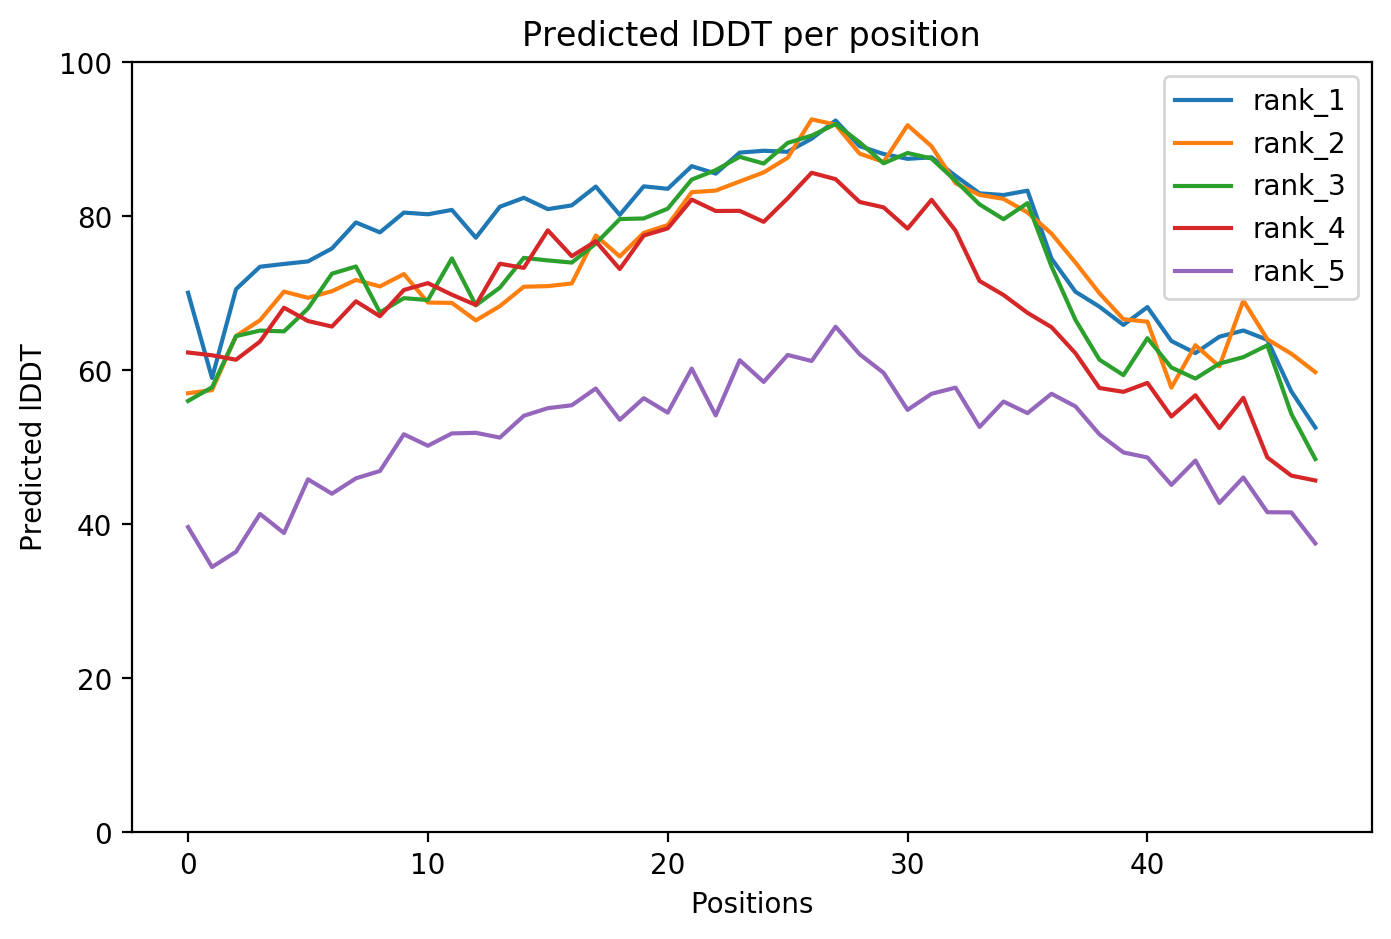 Predicted lDDT per position
100
80
60
40
20
0
Predicted lDDT
rank_1
rank_2
rank_3
rank_4
rank_5
0 10 20 30 40
Positions